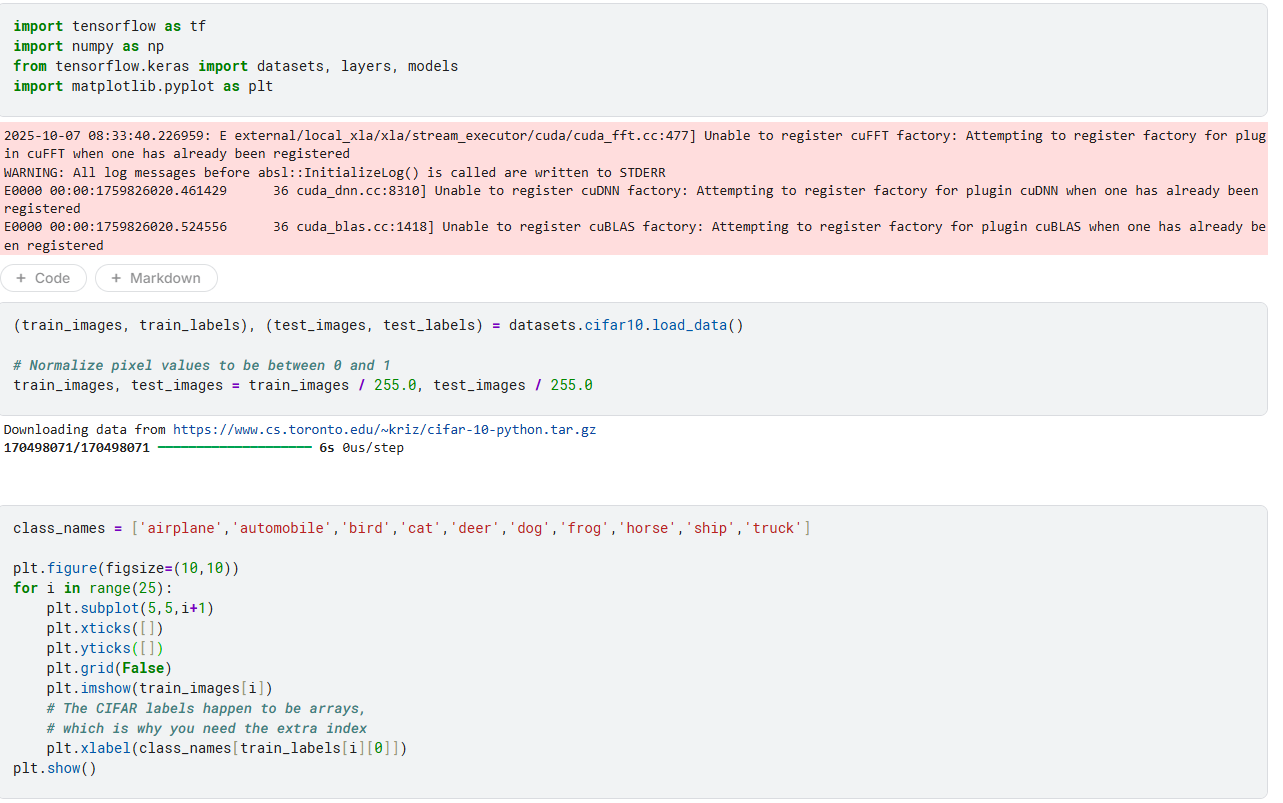 import tensorflow as tf
import numpy as np
from tensorflow.keras import datasets, layers, models
import matplotlib.pyplot as plt
2025-10-07 08:33:40.226959: E external/local_xla/xla/stream_executor/cuda/cuda_fft.cc:477] Unable to register cuFFT factory: Attempting to register factory for plug
in cuFFT when one has already been registered
WARNING: All log messages before absl::InitializeLog() is called are written to STDERR
E0000 00:00:1759826020.461429      36 cuda_dnn.cc:8310] Unable to register cuDNN factory: Attempting to register factory for plugin cuDNN when one has already been
registered
E0000 00:00:1759826020.524556      36 cuda_blas.cc:1418] Unable to register cuBLAS factory: Attempting to register factory for plugin cuBLAS when one has already be
en registered
+ Code + Markdown
(train_images, train_labels), (test_images, test_labels) = datasets.cifar10.load_data()
# Normalize pixel values to be between 0 and 1
train_images, test_images = train_images / 255.0, test_images / 255.0
Downloading data from https://www.cs.toronto.edu/~kriz/cifar-10-python.tar.gz
170498071/170498071 ━━━━━━━━━━━━━━━━━━━━ 6s 0us/step
class_names = ['airplane','automobile','bird','cat','deer','dog','frog','horse','ship','truck']
plt.figure(figsize=(10,10))
for i in range(25):
    plt.subplot(5,5,i+1)
    plt.xticks([])
    plt.yticks([])
    plt.grid(False)
    plt.imshow(train_images[i])
    # The CIFAR labels happen to be arrays,
    # which is why you need the extra index
    plt.xlabel(class_names[train_labels[i][0]])
plt.show()